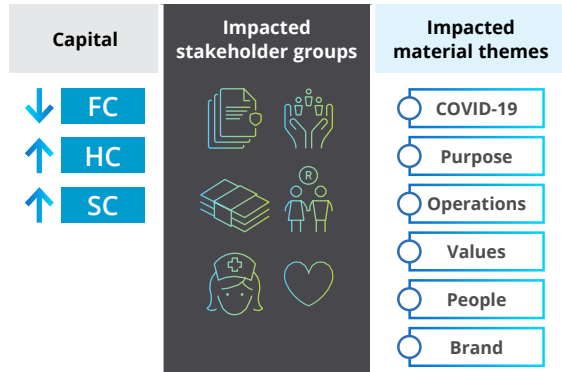 Capital
FC
HC
SC
Impacted
stakeholder groups
R
Impacted
material themes
COVID-19
Purpose
Operations
Values
People
Brand